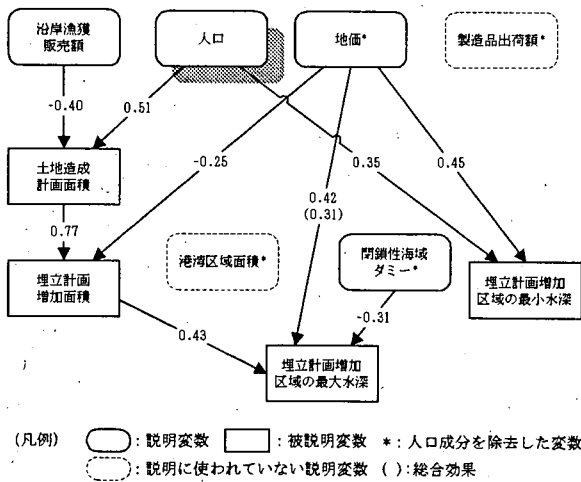 沿岸漁獲
販売額
人口
地価*
製造品出荷額*
-0.40
0.51
-0.25
0.35
0.45
土地造成
計画面積
0.42
(0.31)
0.77
港湾区域面積*
閉鎖性海域
ダミー*
埋立計画
増加面積
埋立計画増加
区域の最小水深
-0.31
0.43
埋立計画増加
区域の最大水深
(凡例) :説明変数 :被説明変数 *:人口成分を除去した変数
:説明に使われていない説明変数 ( ):総合効果